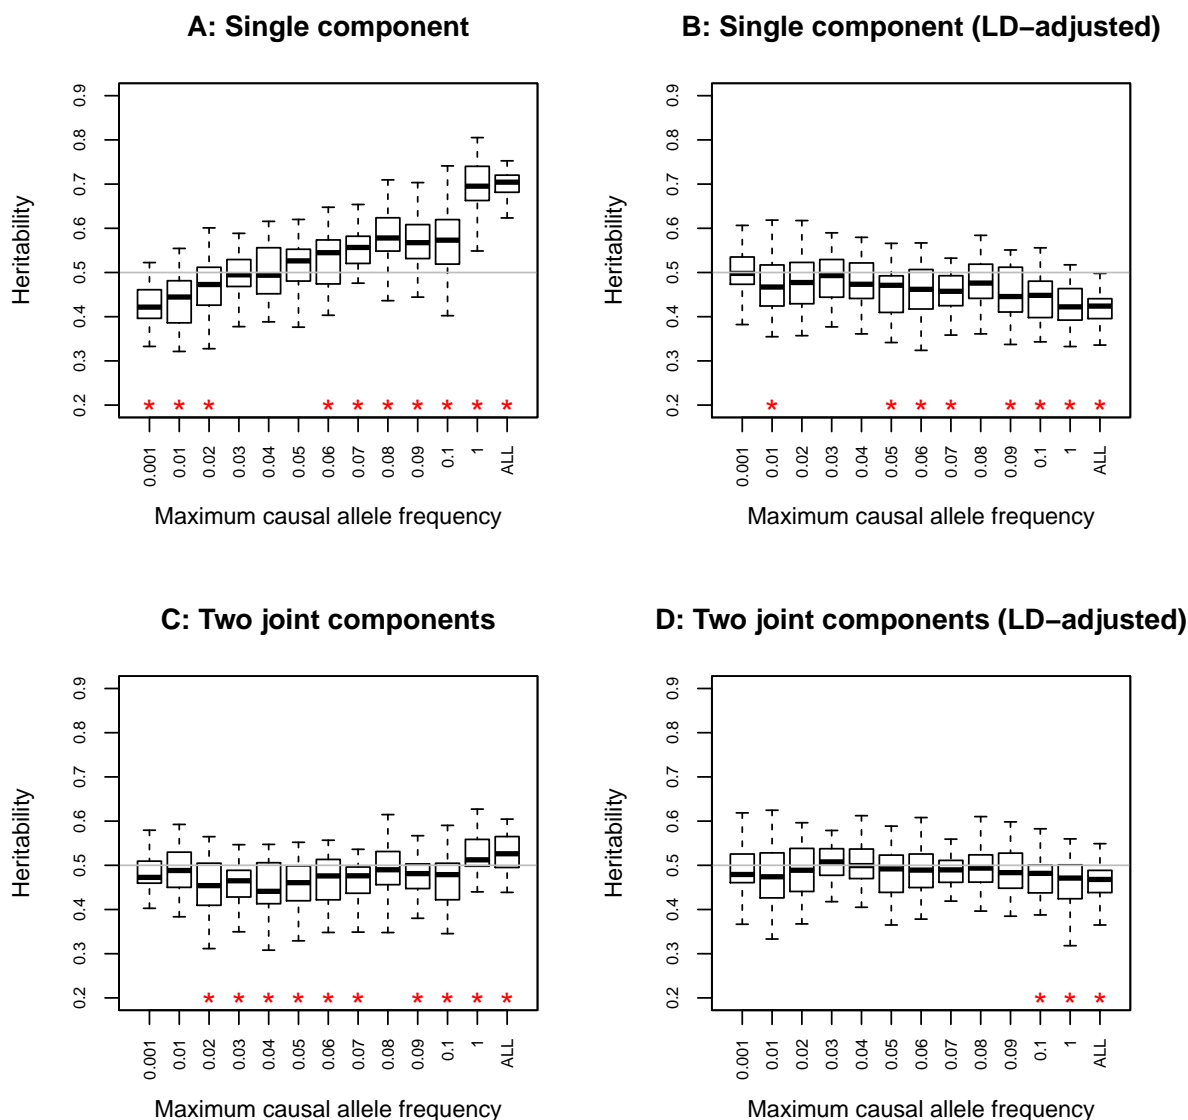 A: Single component
Heritability
0.9
0.8
0.7
0.6
0.5
0.4
0.3
0.2
* * * * * * * * * *
0.001 0.01 0.02 0.03 0.04 0.05 0.06 0.07 0.08 0.09 0.1 1 ALL
Maximum causal allele frequency
B: Single component (LD−adjusted)
Heritability
0.9
0.8
0.7
0.6
0.5
0.4
0.3
0.2
* * * * * * * *
0.001 0.01 0.02 0.03 0.04 0.05 0.06 0.07 0.08 0.09 0.1 1 ALL
Maximum causal allele frequency
C: Two joint components
Heritability
0.9
0.8
0.7
0.6
0.5
0.4
0.3
0.2
* * * * * * * * * *
0.001 0.01 0.02 0.03 0.04 0.05 0.06 0.07 0.08 0.09 0.1 1 ALL
Maximum causal allele frequency
D: Two joint components (LD−adjusted)
Heritability
0.9
0.8
0.7
0.6
0.5
0.4
0.3
0.2
* * *
0.001 0.01 0.02 0.03 0.04 0.05 0.06 0.07 0.08 0.09 0.1 1 ALL
Maximum causal allele frequency